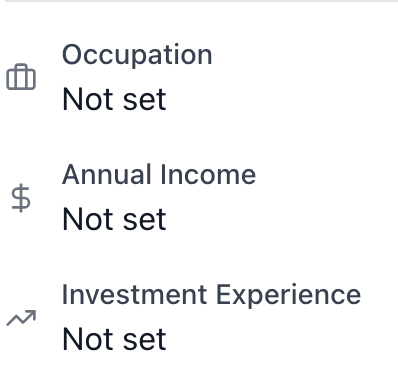 Occupation
Not set
Annual Income
Not set
Investment Experience
Not set